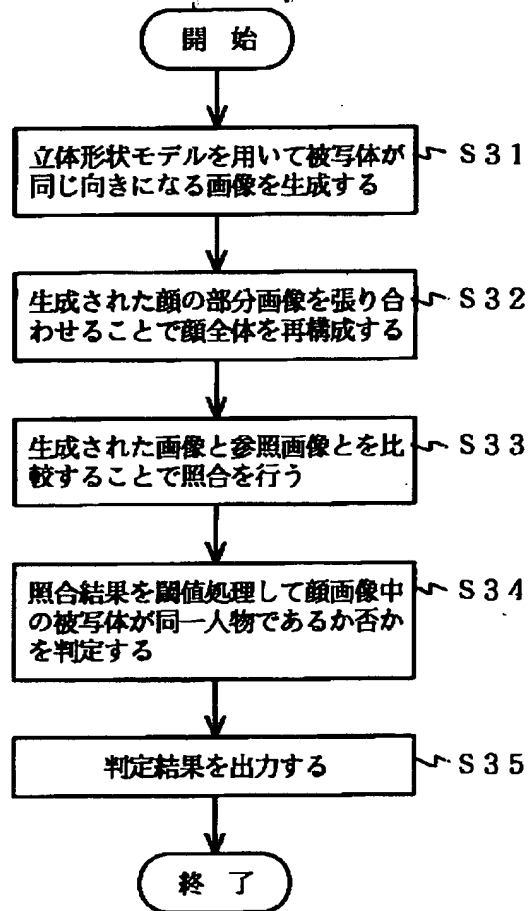 開 始
立体形状モデルを用いて被写体が S31
同じ向きになる画像を生成する
生成された顔の部分画像を張り合 S32
わせることで顔全体を再構成する
生成された画像と参照画像とを比 S33
較することで照合を行う
照合結果を閾値処理して顔画像中 S34
の被写体が同一人物であるか否か
を判定する
判定結果を出力する S35
終 了